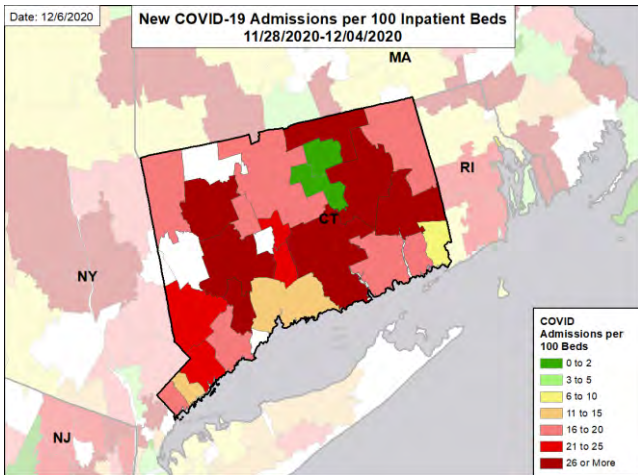 Date: 12/6/2020
New COVID-19 Admissions per 100 Inpatient Beds
11/28/2020-12/04/2020
MA
RI
CT
NY
NJ
COVID
Admissions per
100 Beds
0 to 2
3 to 5
6 to 10
11 to 15
16 to 20
21 to 25
26 or More